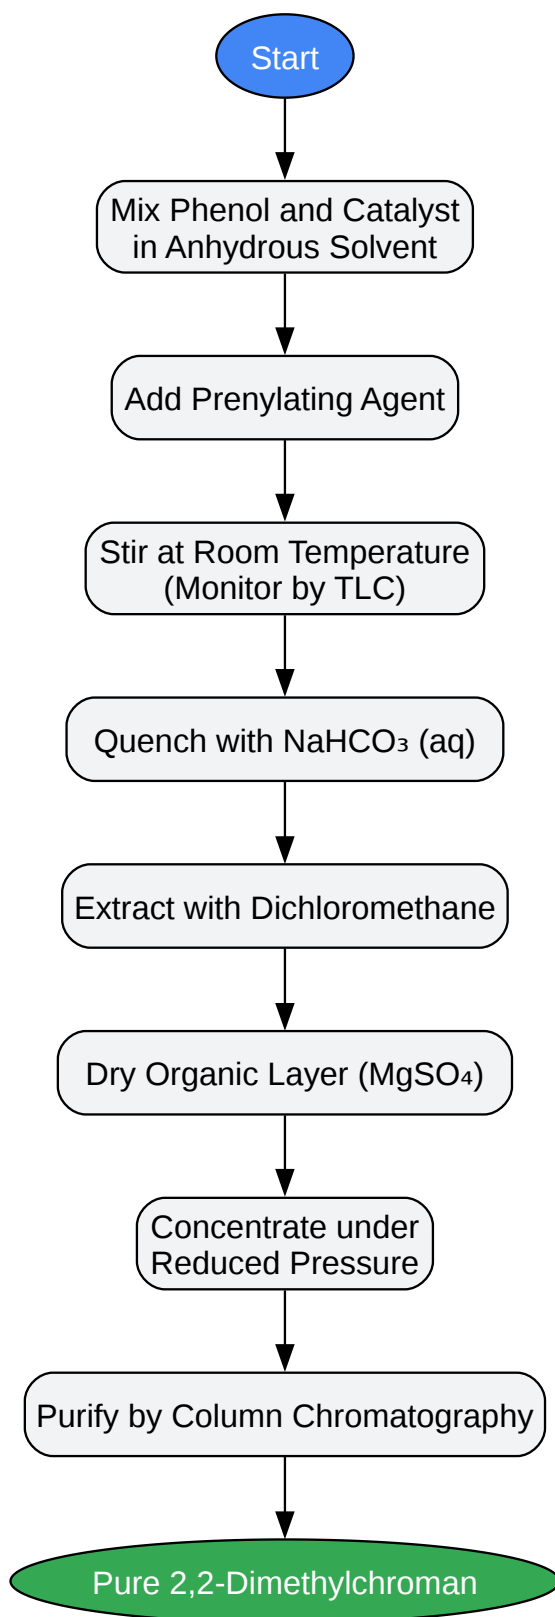 Start
Mix Phenol and Catalyst
in Anhydrous Solvent
Add Prenylating Agent
Stir at Room Temperature
(Monitor by TLC)
Quench with NaHCO₃ (aq)
Extract with Dichloromethane
Dry Organic Layer (MgSO₄)
Concentrate under
Reduced Pressure
Purify by Column Chromatography
Pure 2,2-Dimethylchroman